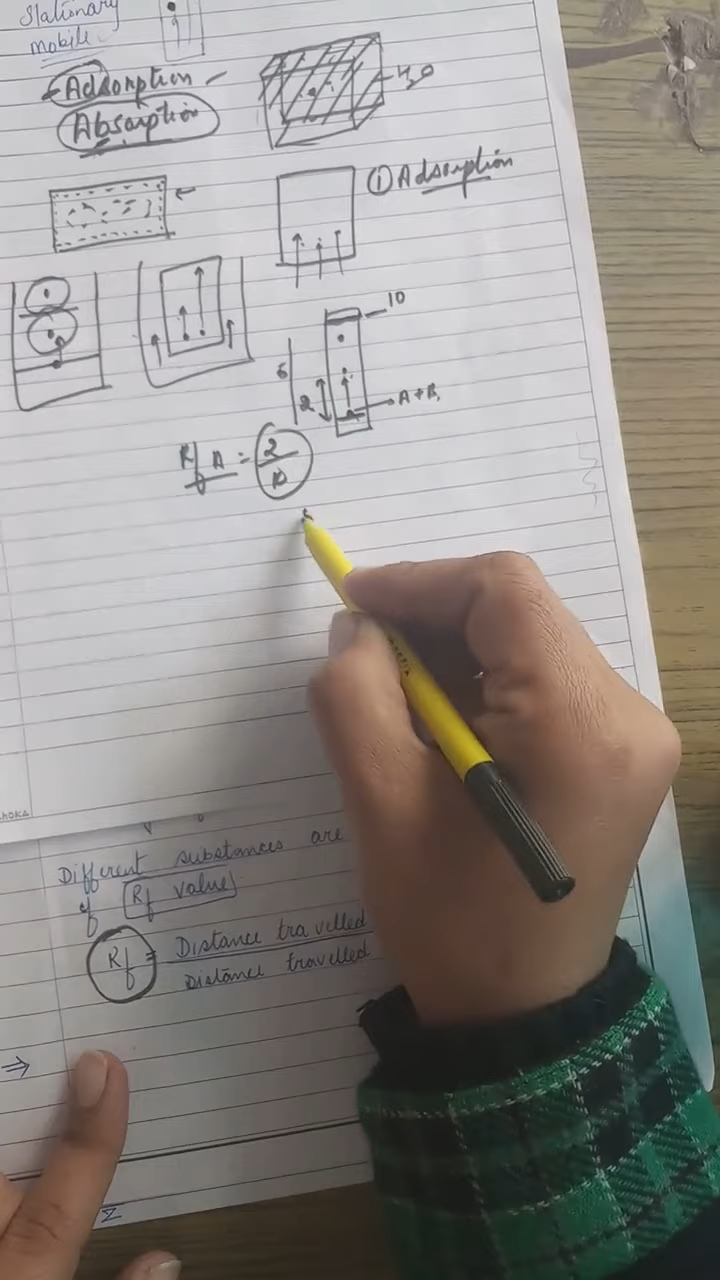 Stationary
mobile
Adsorption
H2O
Absorption
① Adsorption
10
6
2
A+B
Rf A = 2/10
Different substances are
of Rf value
Rf = Distance travelled
Distance travelled
⇒